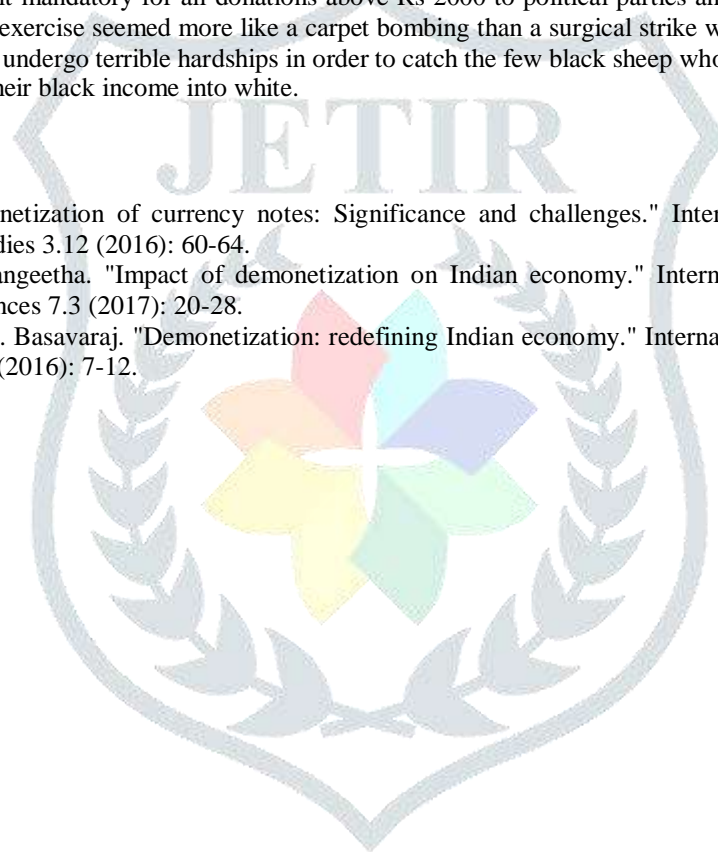 t mandatory for all donations above Rs 2000 to political parties an
exercise seemed more like a carpet bombing than a surgical strike w
undergo terrible hardships in order to catch the few black sheep who
heir black income into white.
JETIR
netization of currency notes: Significance and challenges." Inter
dies 3.12 (2016): 60-64.
angeetha. "Impact of demonetization on Indian economy." Intern
nces 7.3 (2017): 20-28.
. Basavaraj. "Demonetization: redefining Indian economy." Interna
(2016): 7-12.